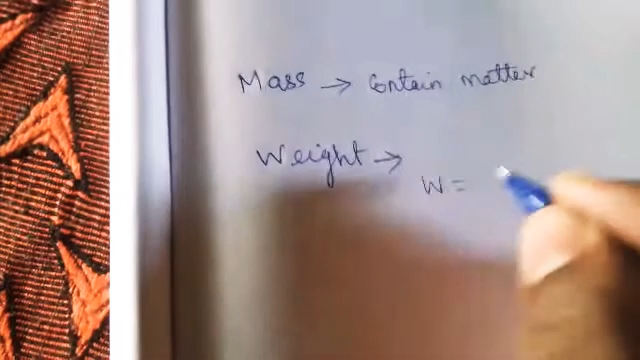 Mass → Contain matter
Weight →
W =